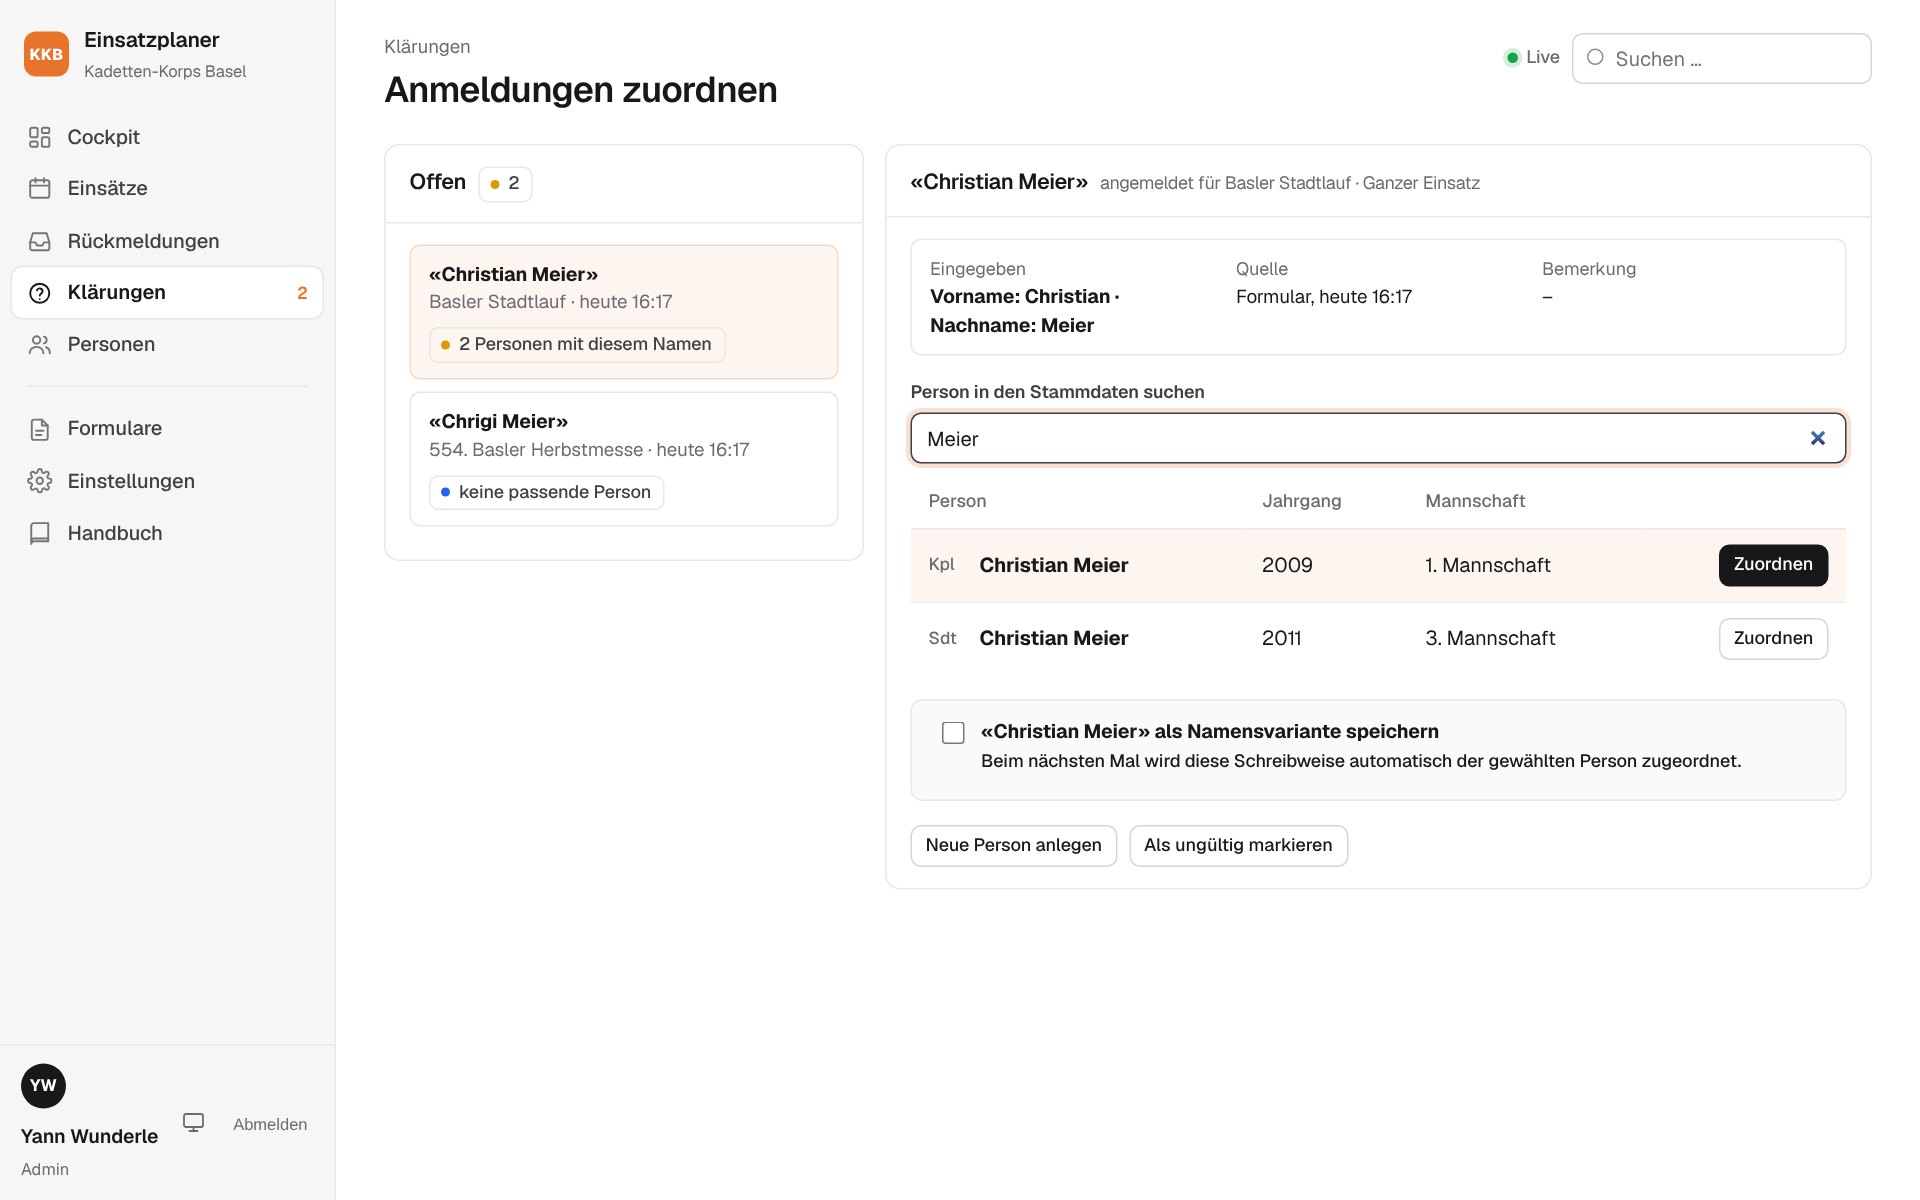 KKB
Einsatzplaner
Kadetten-Korps Basel
Cockpit
Einsätze
Rückmeldungen
Klärungen 2
Personen
Formulare
Einstellungen
Handbuch
YW
Yann Wunderle
Admin
Abmelden
Klärungen
Anmeldungen zuordnen
Live
Suchen ...
Offen 2
«Christian Meier»
Basler Stadtlauf · heute 16:17
2 Personen mit diesem Namen
«Chrigi Meier»
554. Basler Herbstmesse · heute 16:17
keine passende Person
«Christian Meier» angemeldet für Basler Stadtlauf · Ganzer Einsatz
Eingegeben
Vorname: Christian ·
Nachname: Meier
Quelle
Formular, heute 16:17
Bemerkung
–
Person in den Stammdaten suchen
Meier
Person Jahrgang Mannschaft
Kpl Christian Meier 2009 1. Mannschaft Zuordnen
Sdt Christian Meier 2011 3. Mannschaft Zuordnen
«Christian Meier» als Namensvariante speichern
Beim nächsten Mal wird diese Schreibweise automatisch der gewählten Person zugeordnet.
Neue Person anlegen
Als ungültig markieren